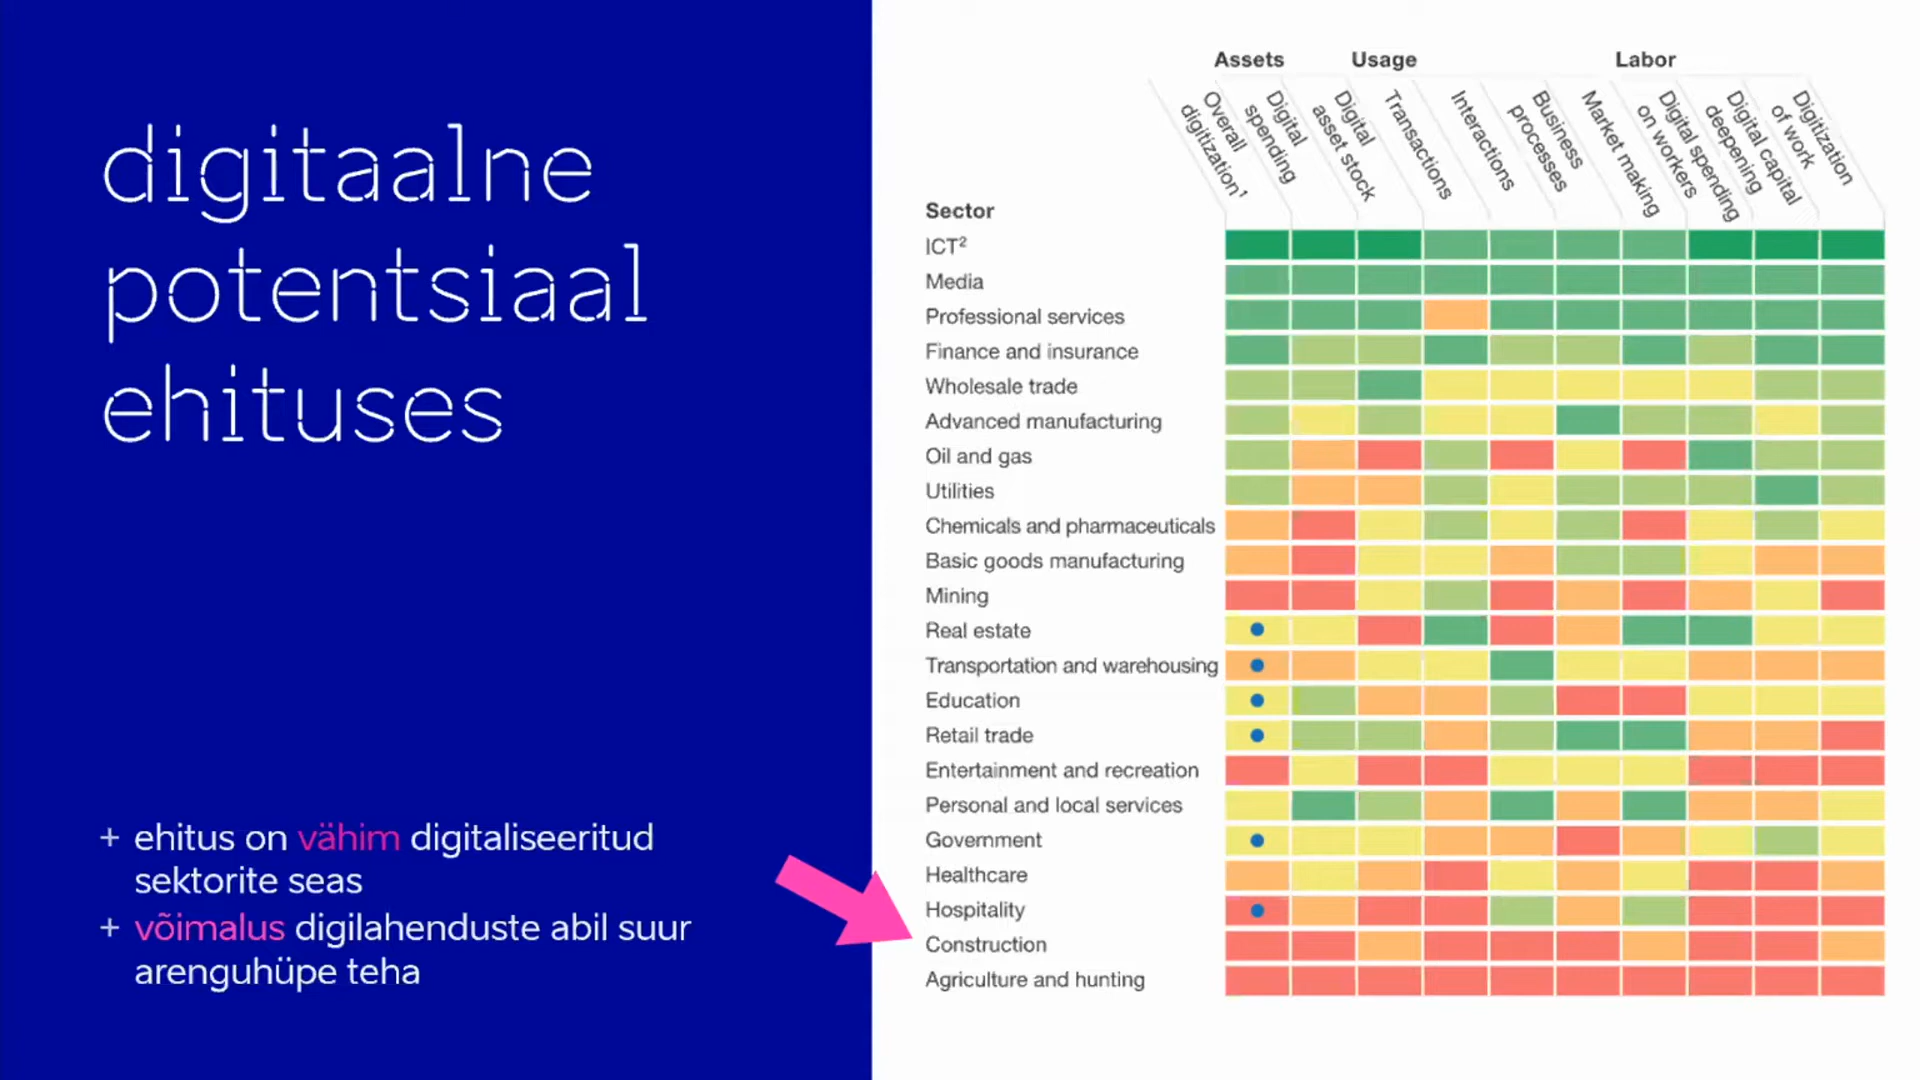 digitaalne
potentsiaal
ehituses
+ ehitus on vähim digitaliseeritud
sektorite seas
+ võimalus digilahenduste abil suur
arenguhüpe teha
Assets
Usage
Labor
Overall
digitization¹
Digital
spending
Digital
asset stock
Transactions
Interactions
Business
processes
Market making
Digital spending
on workers
Digital capital
deepening
Digitization
of work
Sector
ICT²
Media
Professional services
Finance and insurance
Wholesale trade
Advanced manufacturing
Oil and gas
Utilities
Chemicals and pharmaceuticals
Basic goods manufacturing
Mining
Real estate
Transportation and warehousing
Education
Retail trade
Entertainment and recreation
Personal and local services
Government
Healthcare
Hospitality
Construction
Agriculture and hunting